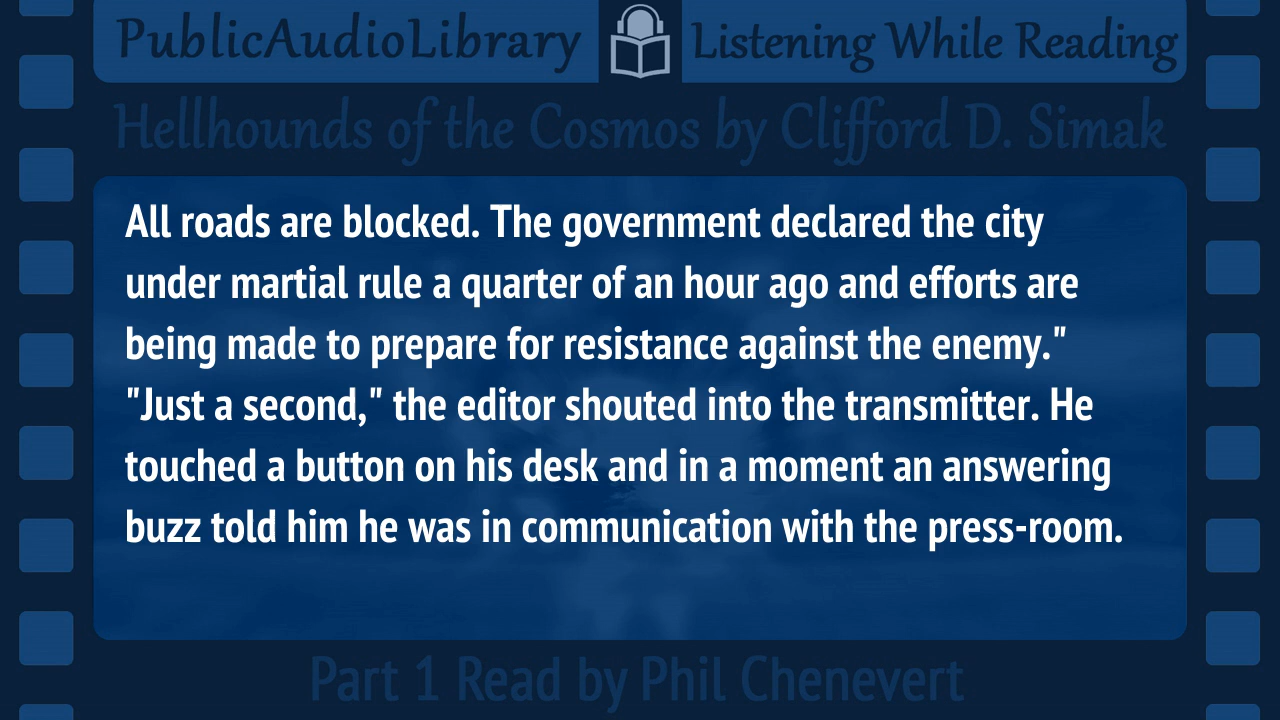 PublicAudioLibrary Listening While Reading
Hellhounds of the Cosmos by Clifford D. Simak
All roads are blocked. The government declared the city
under martial rule a quarter of an hour ago and efforts are
being made to prepare for resistance against the enemy."
"Just a second," the editor shouted into the transmitter. He
touched a button on his desk and in a moment an answering
buzz told him he was in communication with the press-room.
Part 1 Read by Phil Chenevert